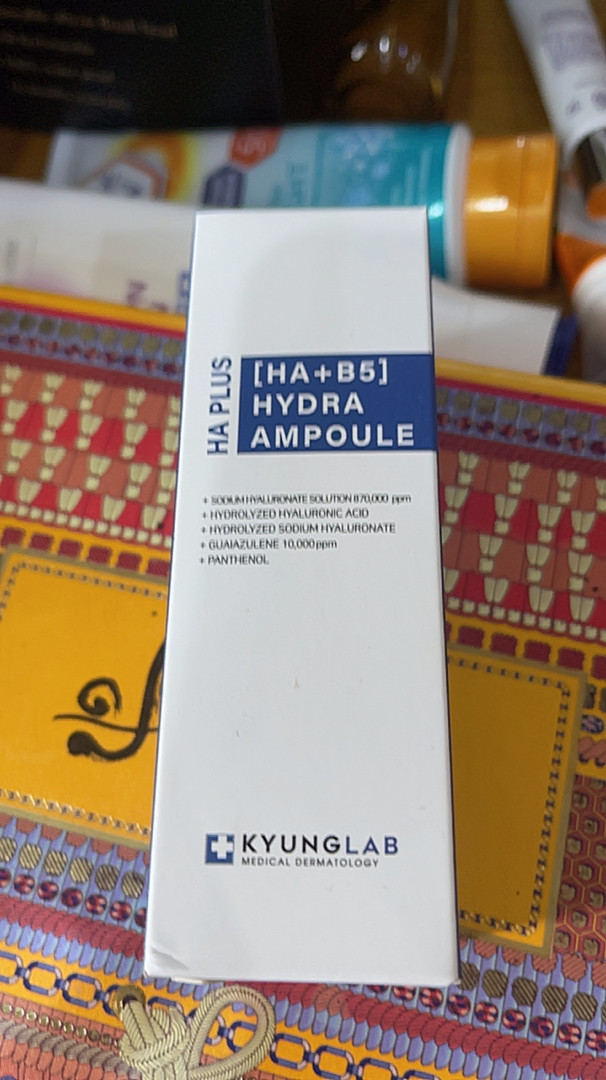 HA PLUS
[HA+B5]
HYDRA
AMPOULE
+ SODIUM HYALURONATE SOLUTION 870,000 ppm
+ HYDROLYZED HYALURONIC ACID
+ HYDROLYZED SODIUM HYALURONATE
+ GUAIAZULENE 10,000ppm
+ PANTHENOL
KYUNGLAB
MEDICAL DERMATOLOGY